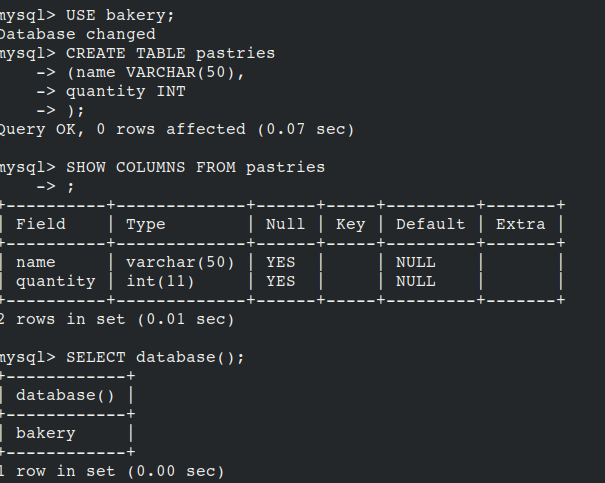 mysql> USE bakery;
Database changed
mysql> CREATE TABLE pastries
    -> (name VARCHAR(50),
    -> quantity INT
    -> );
Query OK, 0 rows affected (0.07 sec)

mysql> SHOW COLUMNS FROM pastries
    -> ;
+----------+-------------+------+-----+---------+-------+
| Field    | Type        | Null | Key | Default | Extra |
+----------+-------------+------+-----+---------+-------+
| name     | varchar(50) | YES  |     | NULL    |       |
| quantity | int(11)     | YES  |     | NULL    |       |
+----------+-------------+------+-----+---------+-------+
2 rows in set (0.01 sec)

mysql> SELECT database();
+------------+
| database() |
+------------+
| bakery     |
+------------+
1 row in set (0.00 sec)